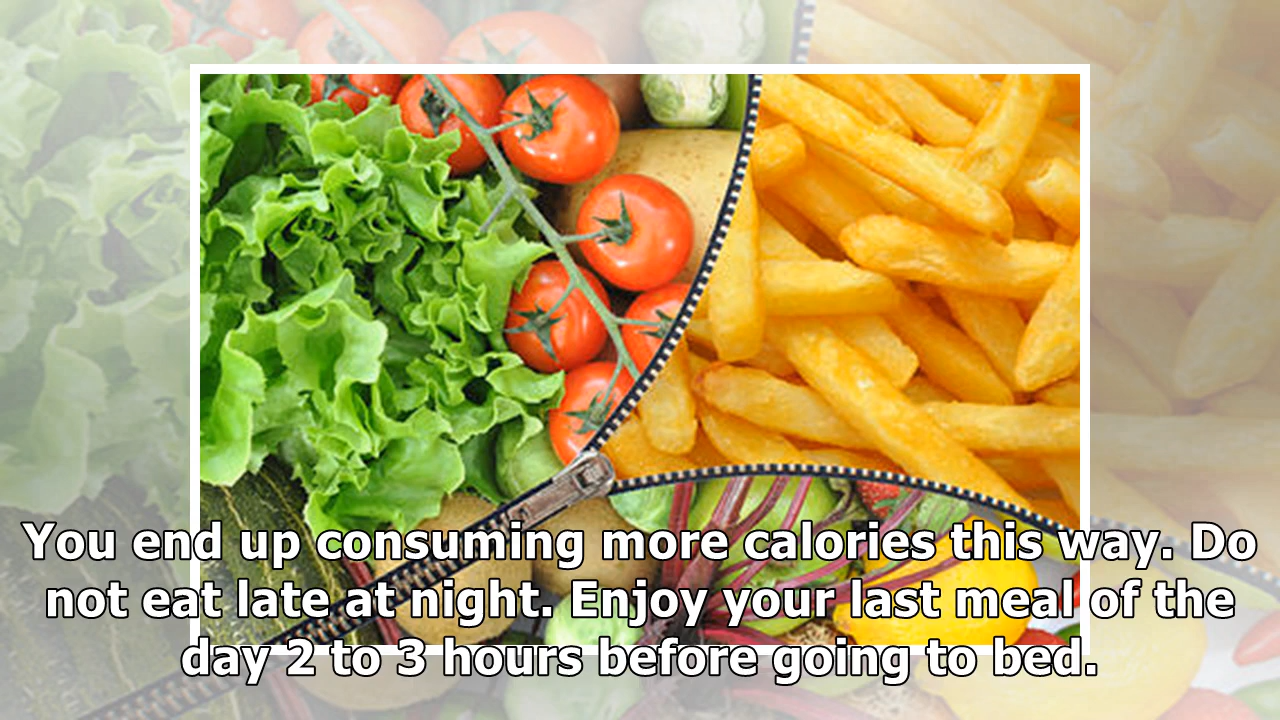 You end up consuming more calories this way. Do
not eat late at night. Enjoy your last meal of the
day 2 to 3 hours before going to bed.